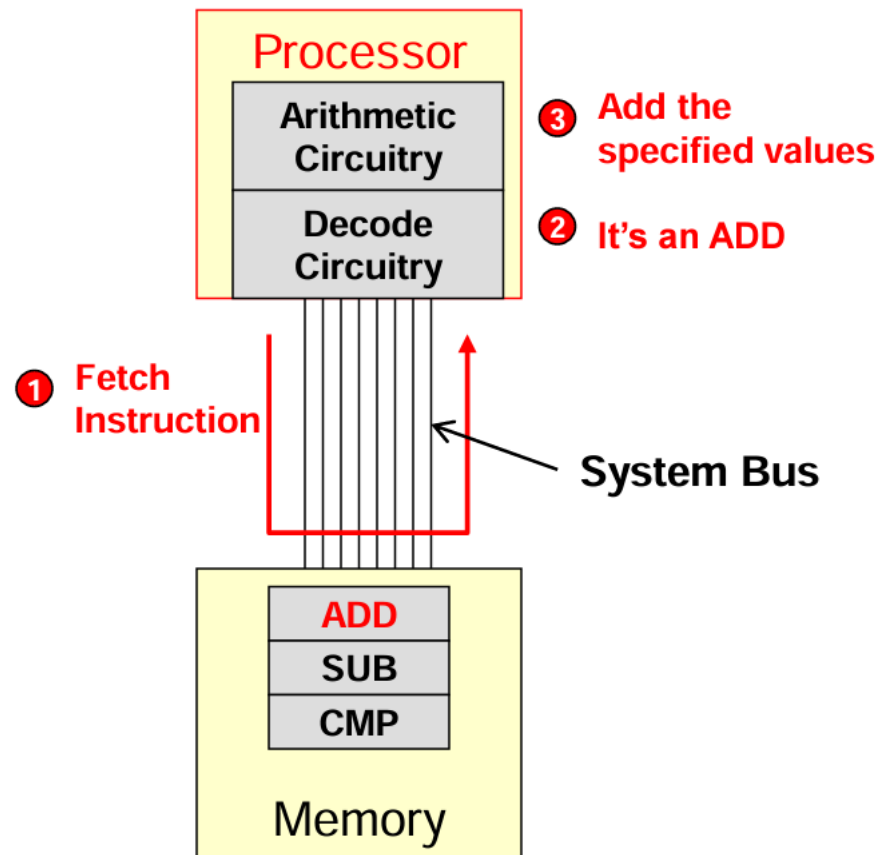 Processor
Arithmetic
Circuitry
3 Add the
specified values
Decode
Circuitry
2 It's an ADD
1 Fetch
Instruction
System Bus
ADD
SUB
CMP
Memory